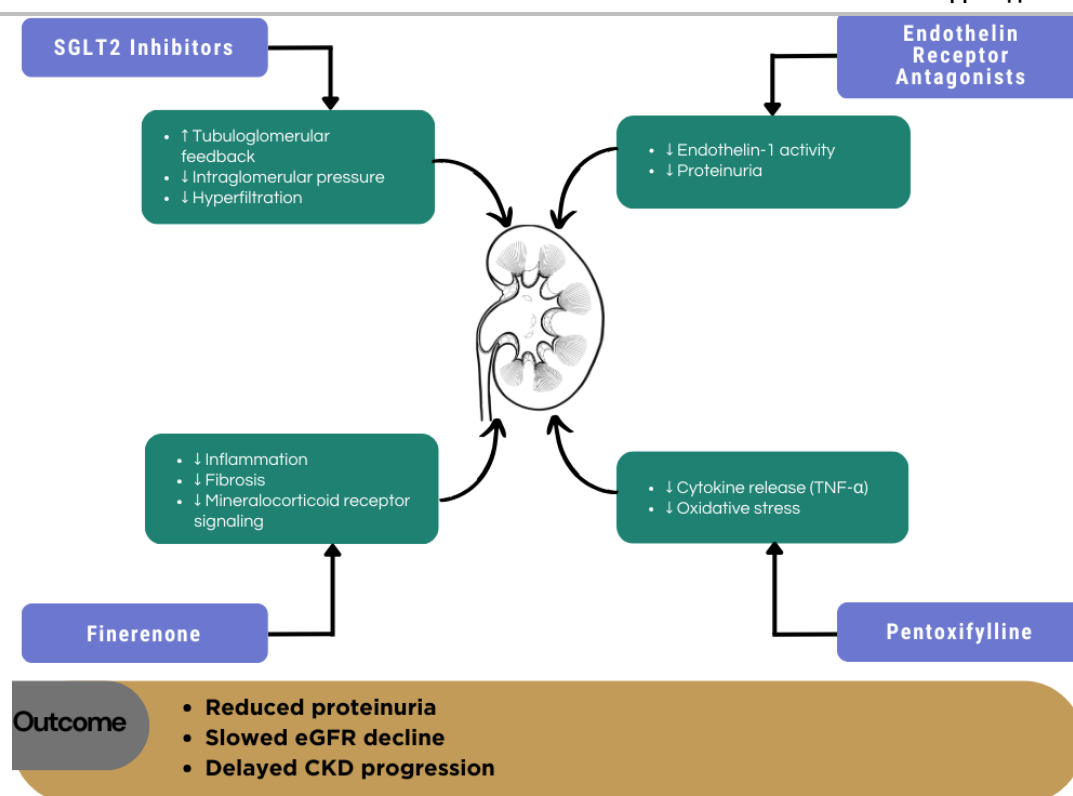 SGLT2 Inhibitors
Endothelin
Receptor
Antagonists
• ↑ Tubuloglomerular
feedback
• ↓ Intraglomerular pressure
• ↓ Hyperfiltration
• ↓ Endothelin-1 activity
• ↓ Proteinuria
• ↓ Inflammation
• ↓ Fibrosis
• ↓ Mineralocorticoid receptor
signaling
• ↓ Cytokine release (TNF-α)
• ↓ Oxidative stress
Finerenone
Pentoxifylline
Outcome
• Reduced proteinuria
• Slowed eGFR decline
• Delayed CKD progression